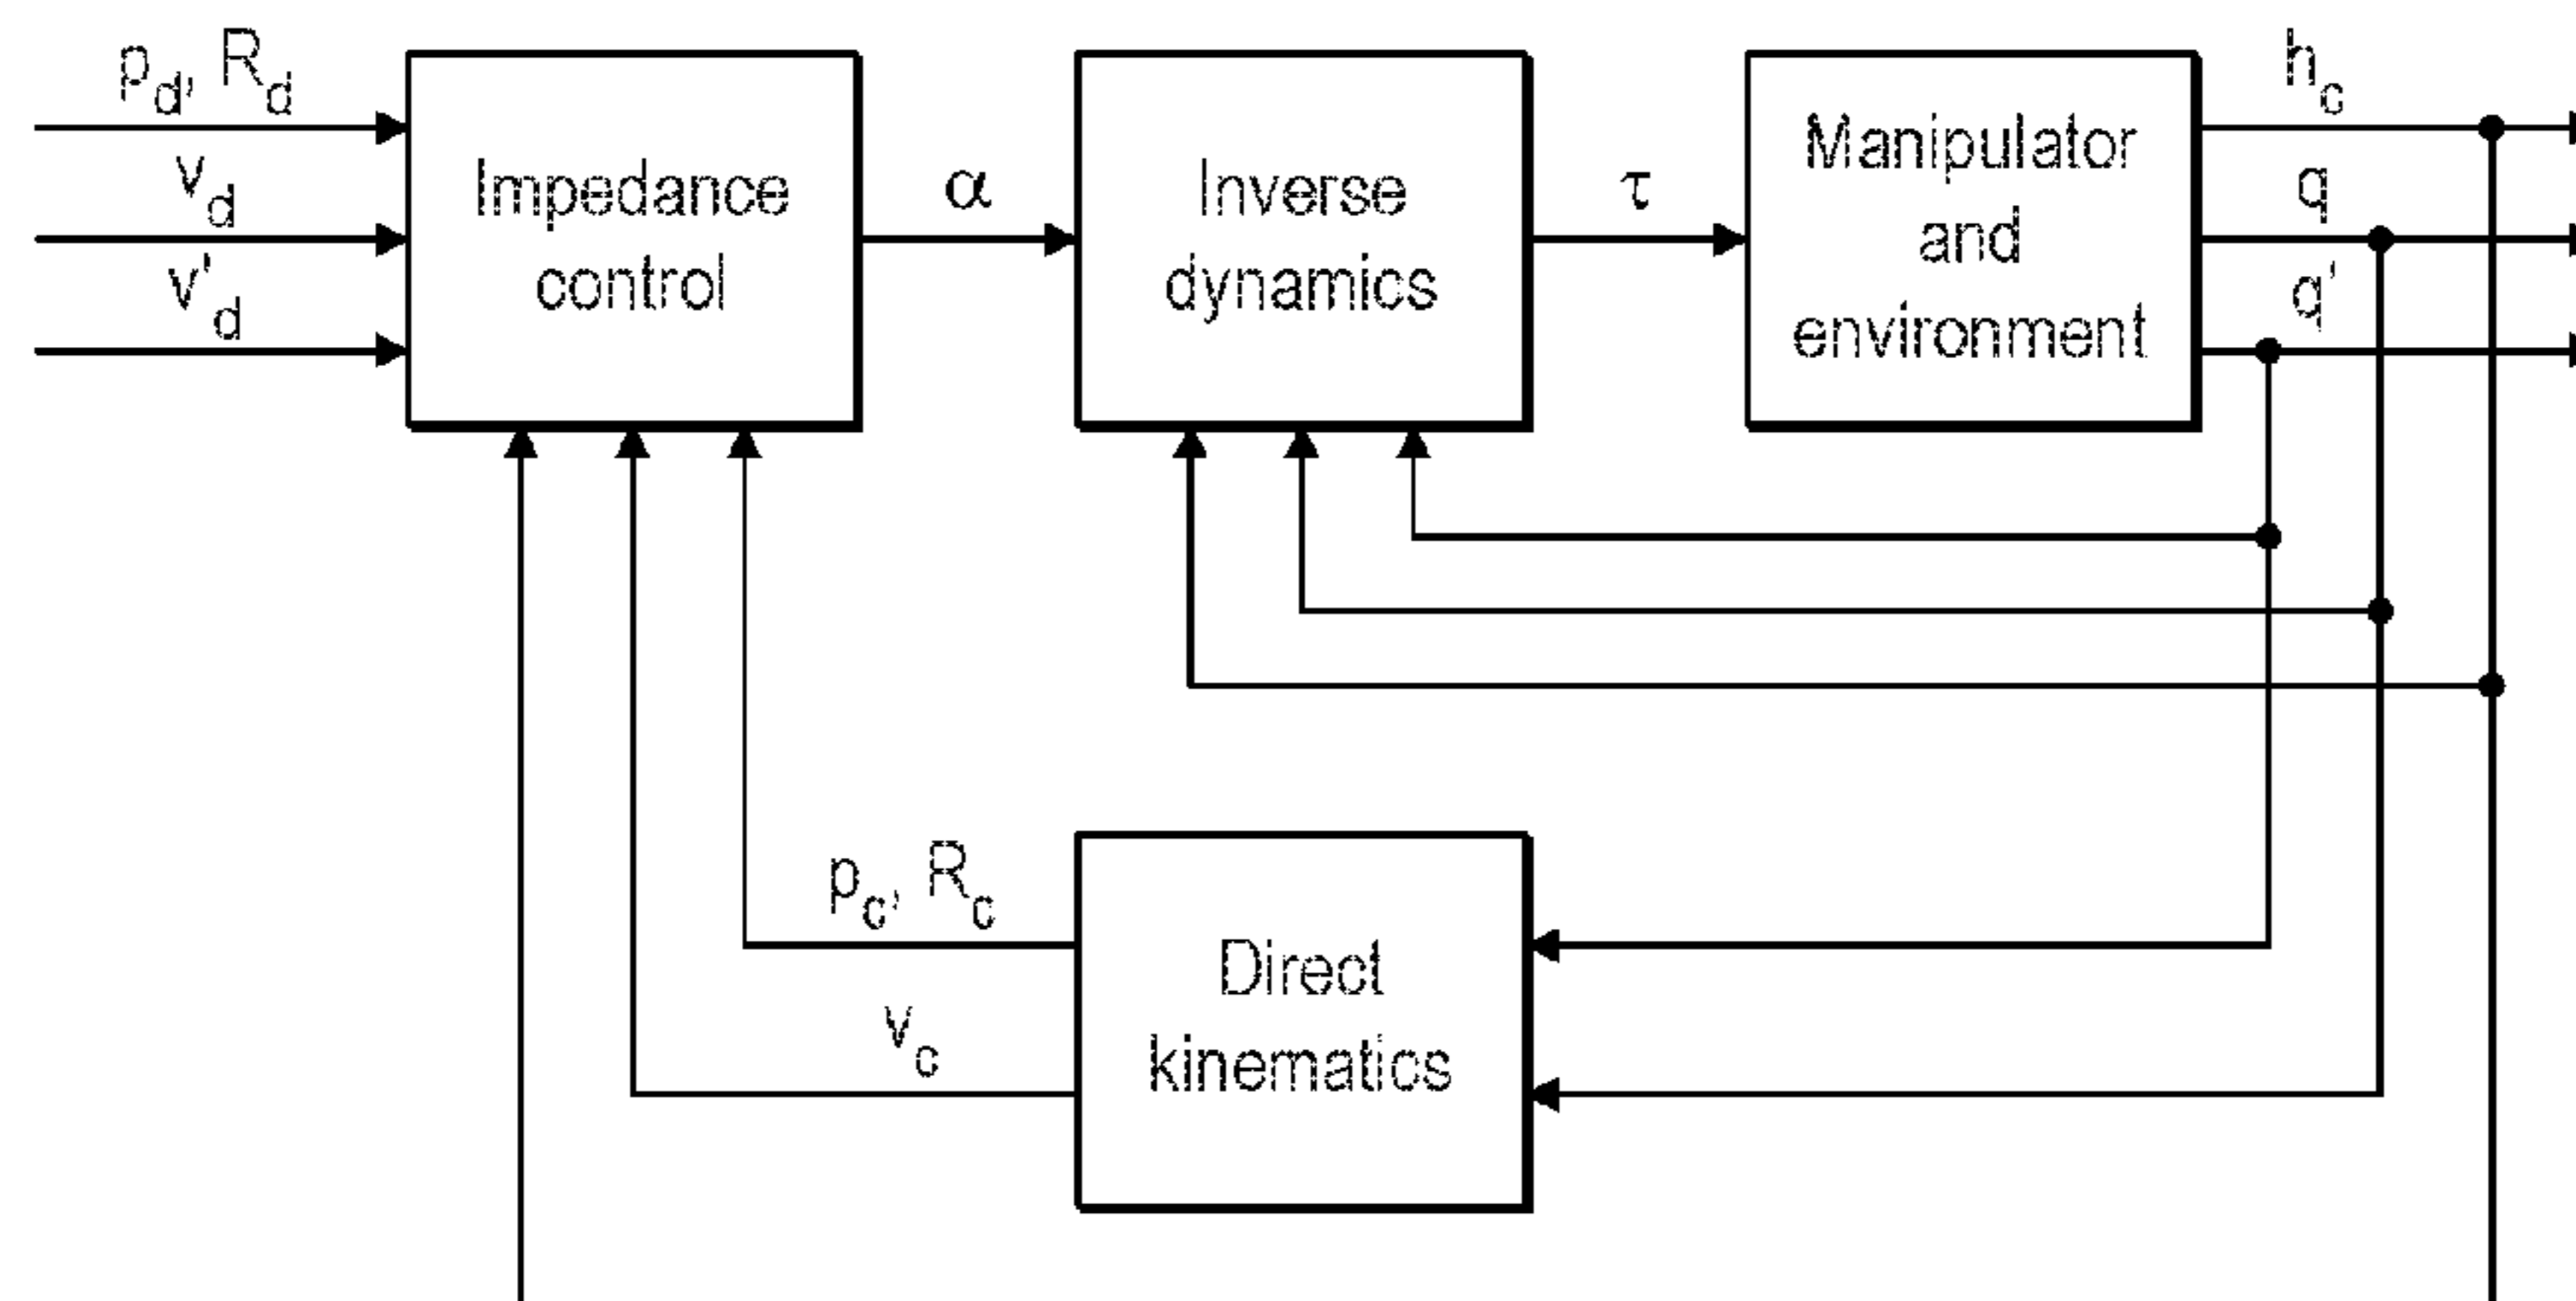 p_d, R_d
v_d
v'_d
Impedance
control
α
Inverse
dynamics
τ
Manipulator
and
environment
h_c
q
q'
p_c, R_c
v_c
Direct
kinematics